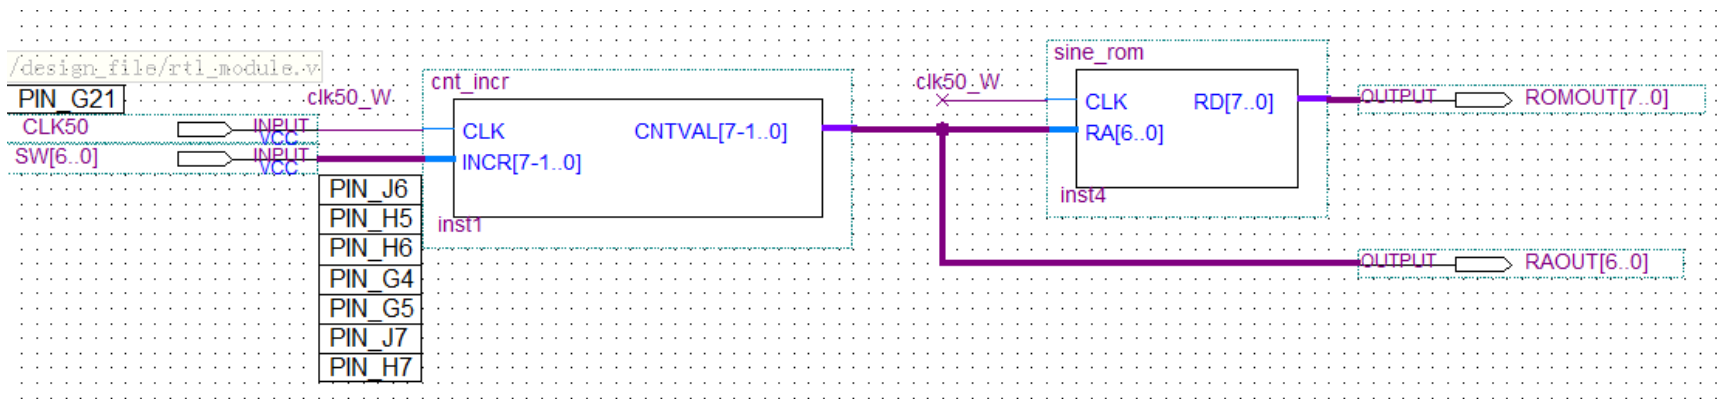 /design_file/rtl_module.v
PIN_G21
CLK50
INPUT
VCC
clk50_W
SW[6..0]
INPUT
VCC
PIN_J6
PIN_H5
PIN_H6
PIN_G4
PIN_G5
PIN_J7
PIN_H7
cnt_incr
CLK
CNTVAL[7-1..0]
INCR[7-1..0]
inst1
clk50_W
sine_rom
CLK
RD[7..0]
RA[6..0]
inst4
OUTPUT
ROMOUT[7..0]
OUTPUT
RAOUT[6..0]